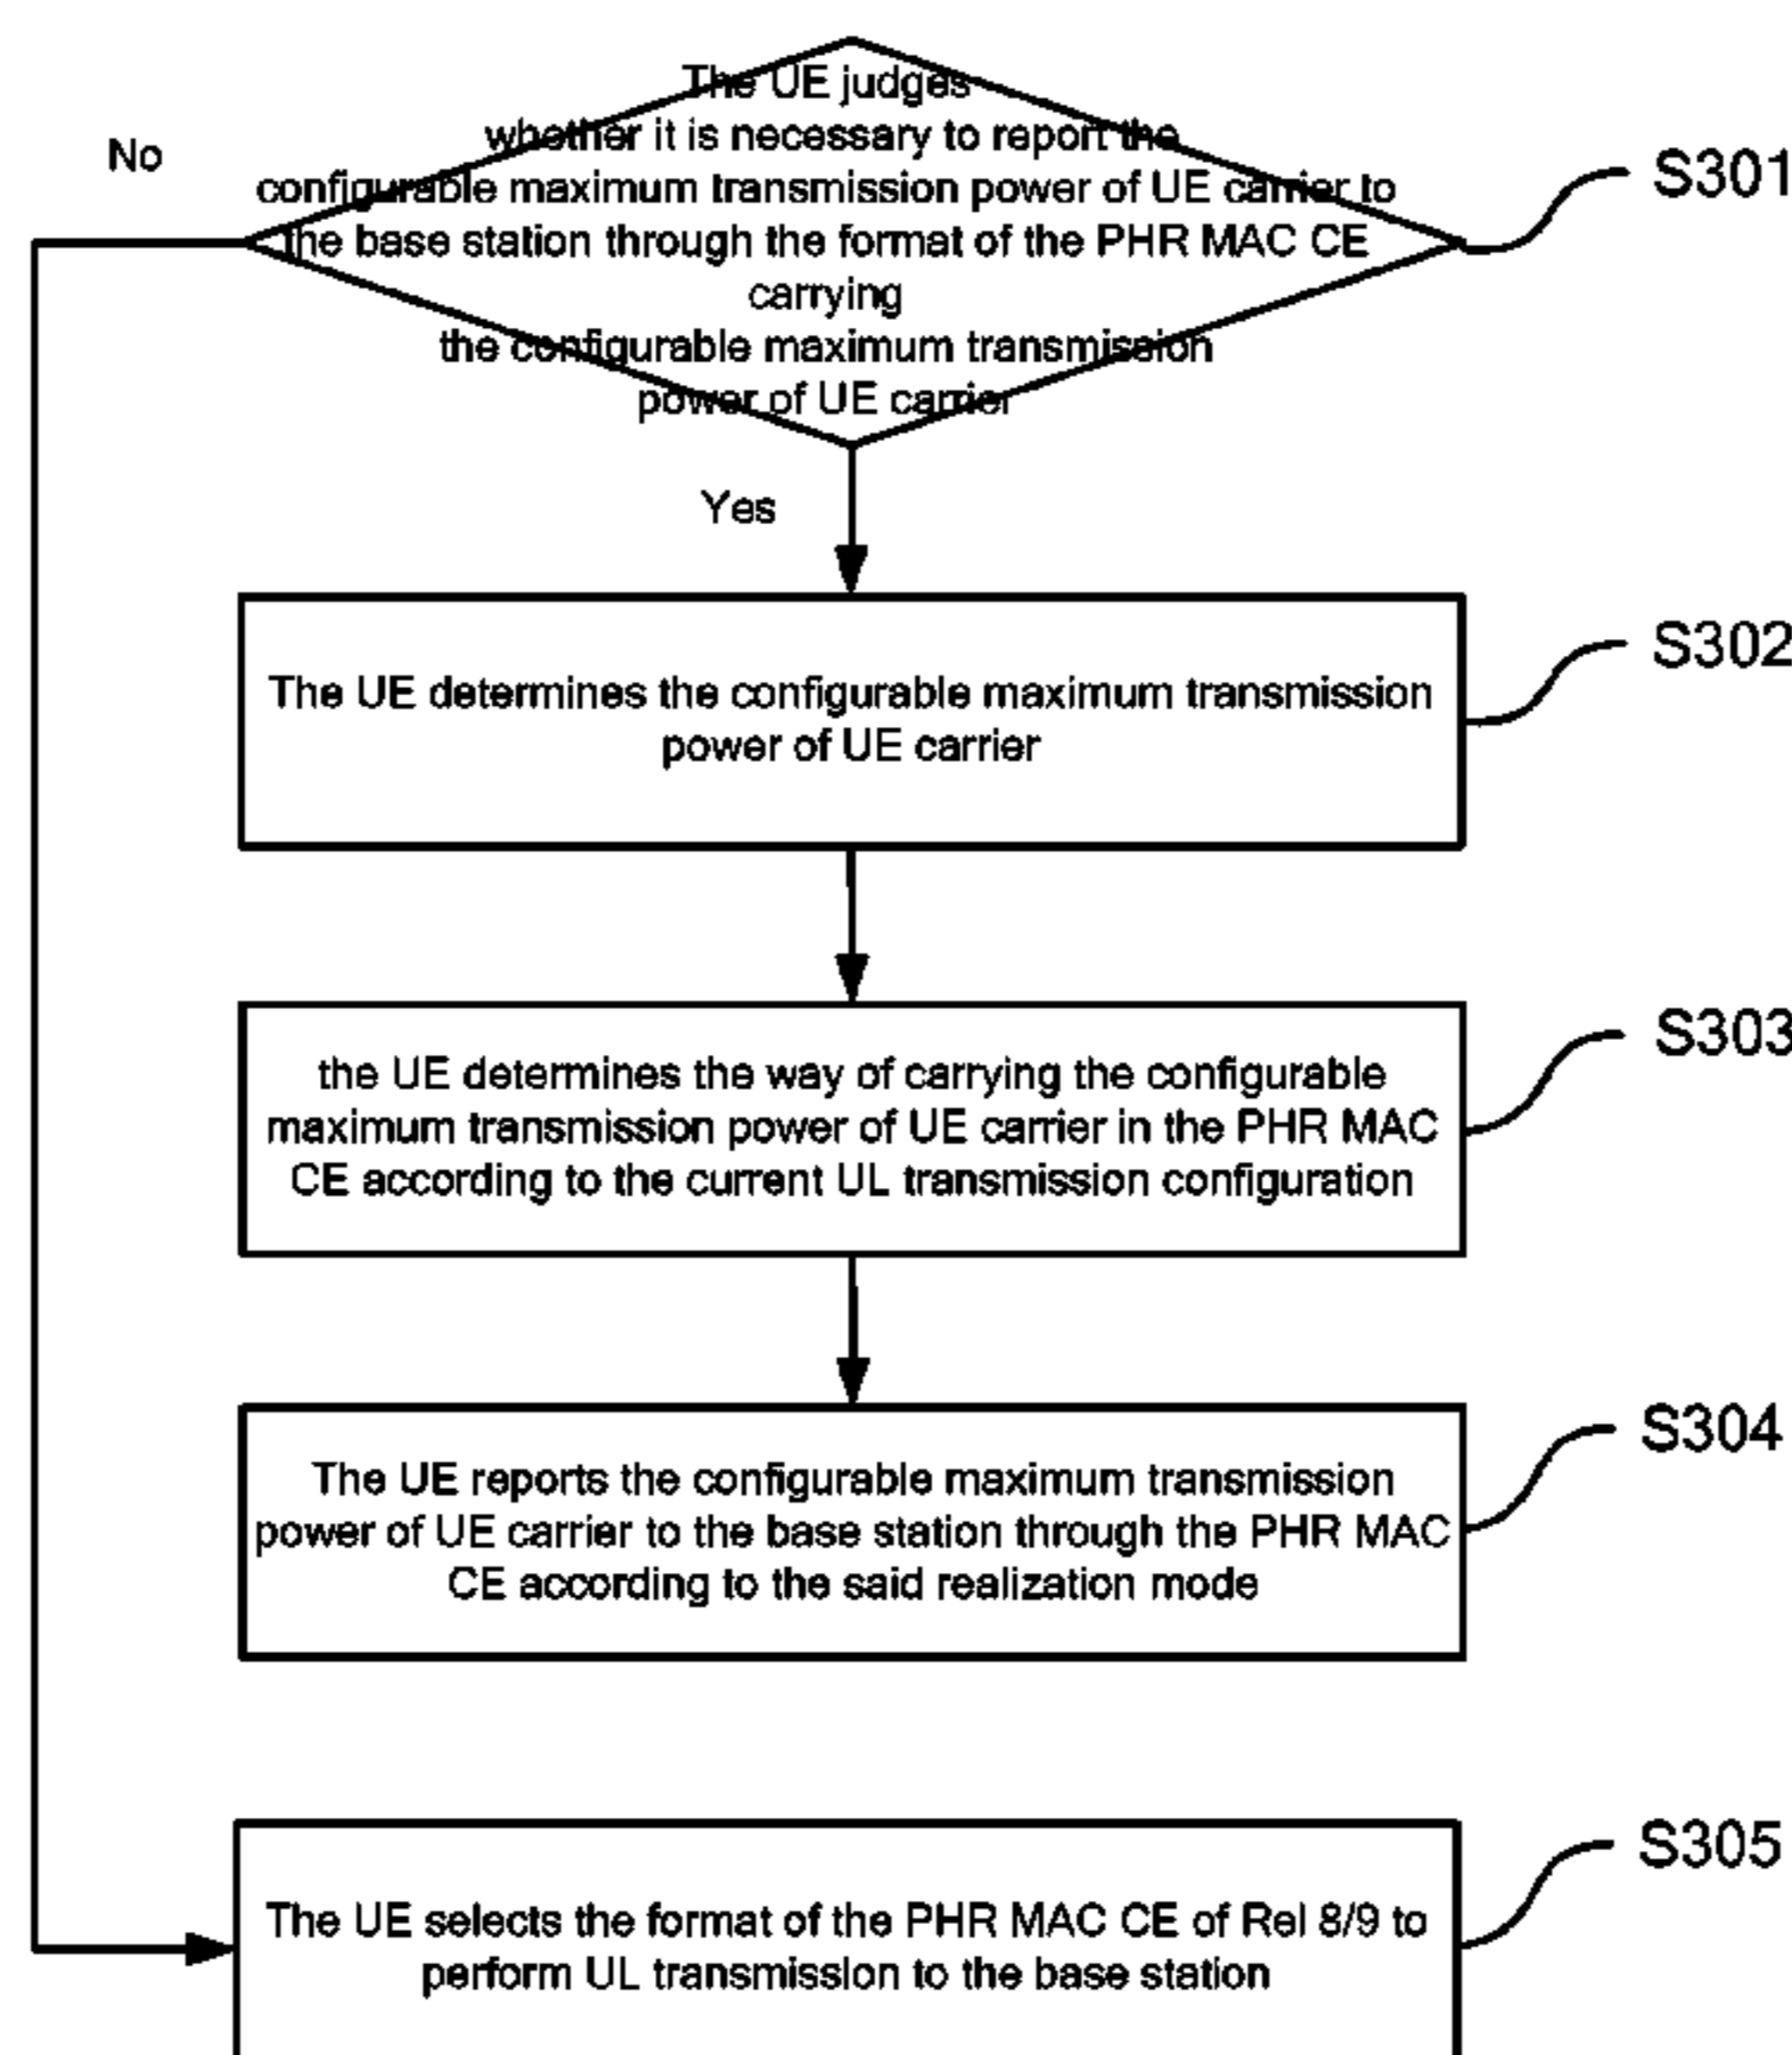 The UE judges
whether it is necessary to report the
configurable maximum transmission power of UE carrier to
the base station through the format of the PHR MAC CE
carrying
the configurable maximum transmission
power of UE carrier
No
S301
Yes
The UE determines the configurable maximum transmission
power of UE carrier
S302
the UE determines the way of carrying the configurable
maximum transmission power of UE carrier in the PHR MAC
CE according to the current UL transmission configuration
S303
The UE reports the configurable maximum transmission
power of UE carrier to the base station through the PHR MAC
CE according to the said realization mode
S304
The UE selects the format of the PHR MAC CE of Rel 8/9 to
perform UL transmission to the base station
S305